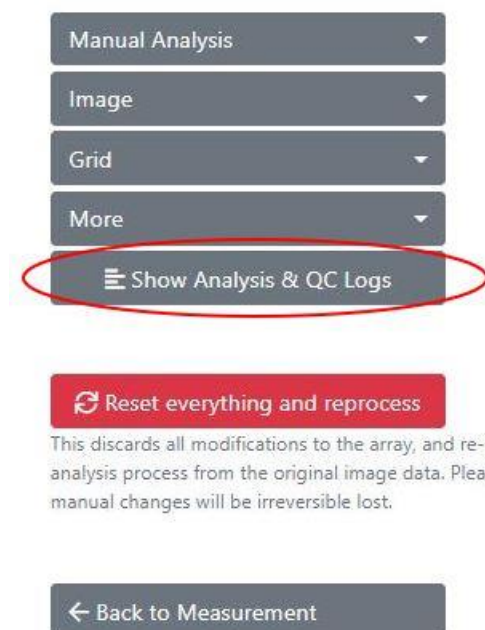 Manual Analysis
Image
Grid
More
Show Analysis & QC Logs
Reset everything and reprocess
This discards all modifications to the array, and re-
analysis process from the original image data. Plea
manual changes will be irreversible lost.
Back to Measurement